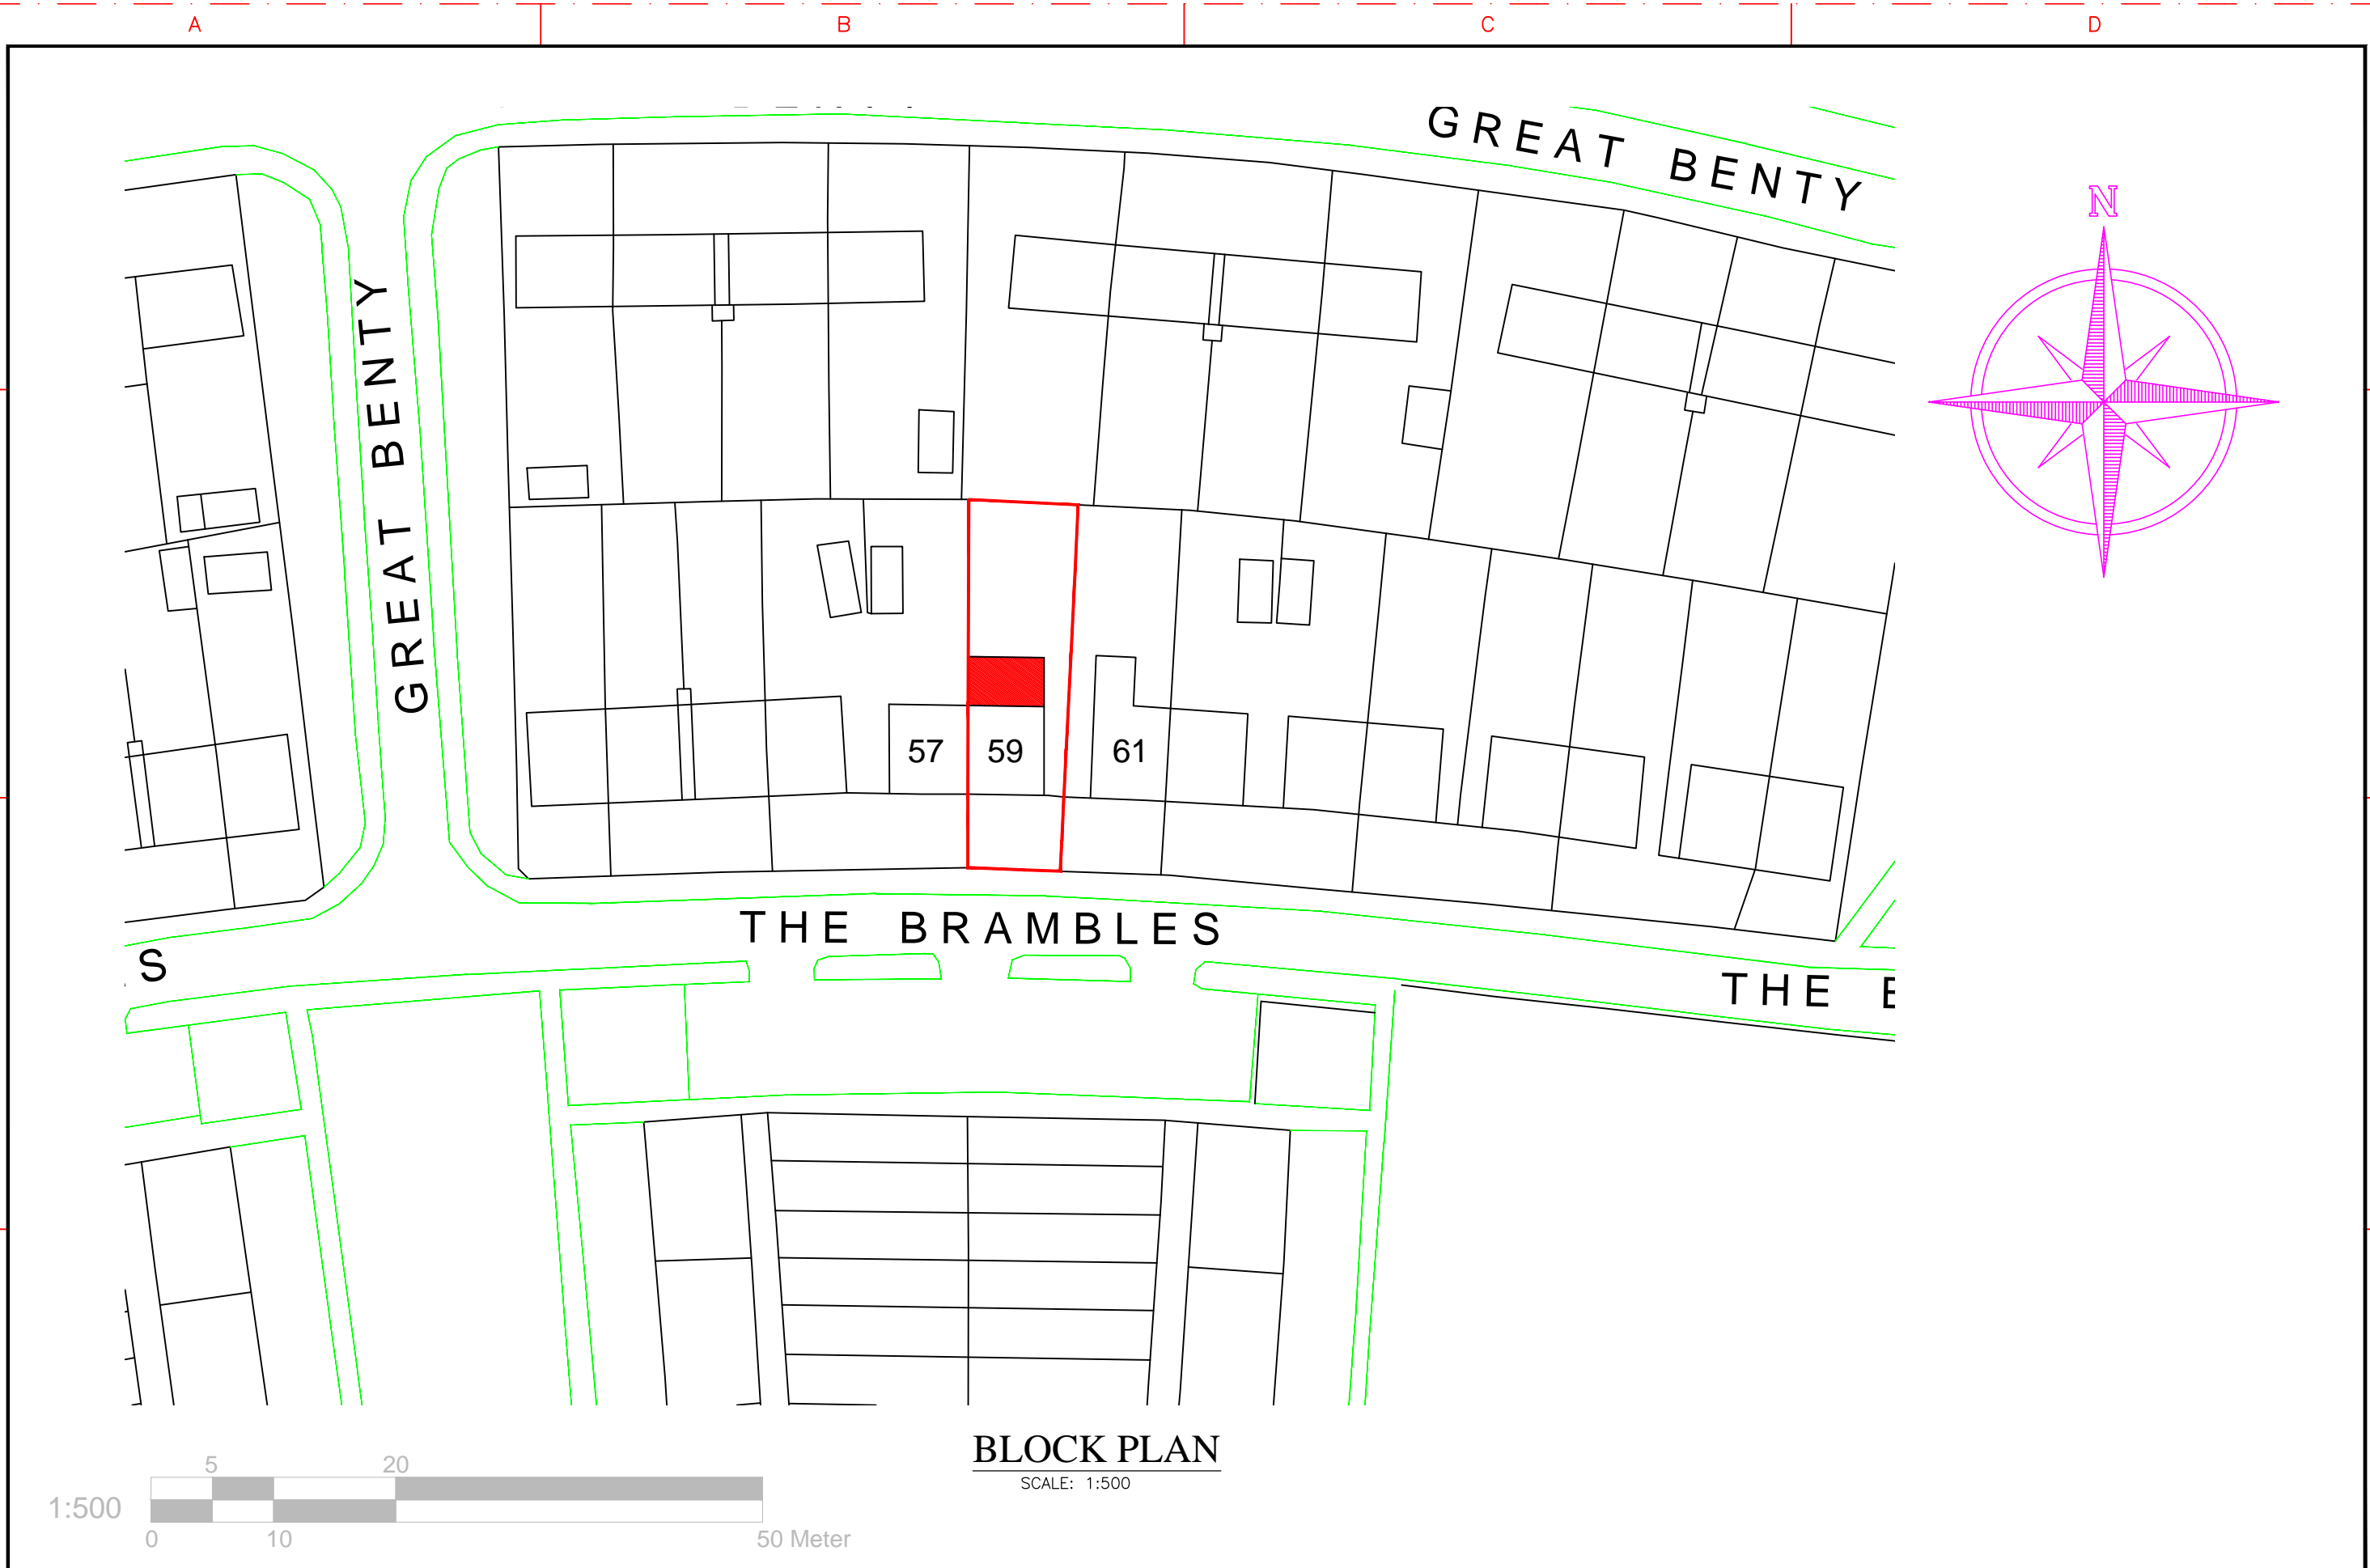 A B C D
GREAT BENTY
N
GREAT BENTY
57 59 61
THE BRAMBLES
S
THE
BLOCK PLAN
SCALE: 1:500
5 20
1:500
0 10 50 Meter